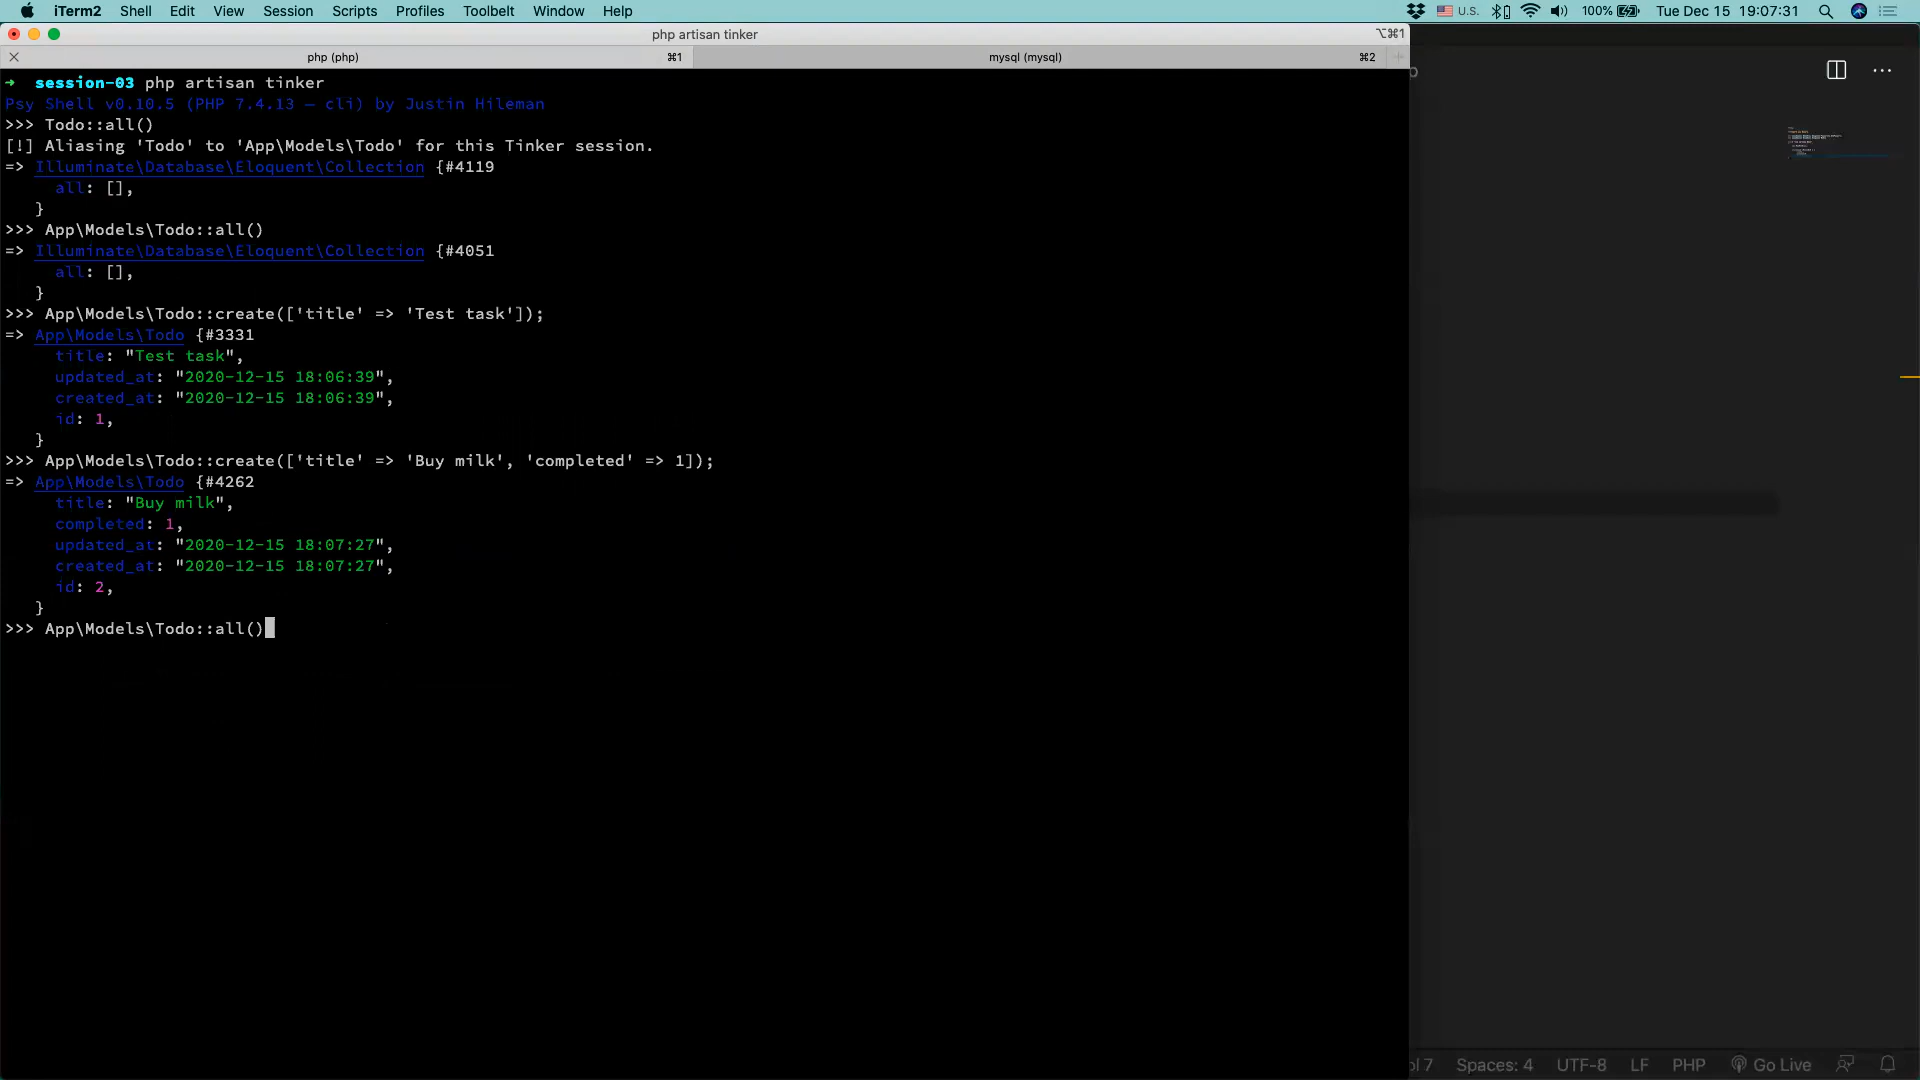 iTerm2 Shell Edit View Session Scripts Profiles Toolbelt Window Help U.S. 100% Tue Dec 15 19:07:31
php artisan tinker ⌥⌘1
php (php) ⌘1 mysql (mysql) ⌘2
→ session-03 php artisan tinker
Psy Shell v0.10.5 (PHP 7.4.13 — cli) by Justin Hileman
>>> Todo::all()
[!] Aliasing 'Todo' to 'App\Models\Todo' for this Tinker session.
=> Illuminate\Database\Eloquent\Collection {#4119
all: [],
}
>>> App\Models\Todo::all()
=> Illuminate\Database\Eloquent\Collection {#4051
all: [],
}
>>> App\Models\Todo::create(['title' => 'Test task']);
=> App\Models\Todo {#3331
title: "Test task",
updated_at: "2020-12-15 18:06:39",
created_at: "2020-12-15 18:06:39",
id: 1,
}
>>> App\Models\Todo::create(['title' => 'Buy milk', 'completed' => 1]);
=> App\Models\Todo {#4262
title: "Buy milk",
completed: 1,
updated_at: "2020-12-15 18:07:27",
created_at: "2020-12-15 18:07:27",
id: 2,
}
>>> App\Models\Todo::all()
ol 7 Spaces: 4 UTF-8 LF PHP Go Live